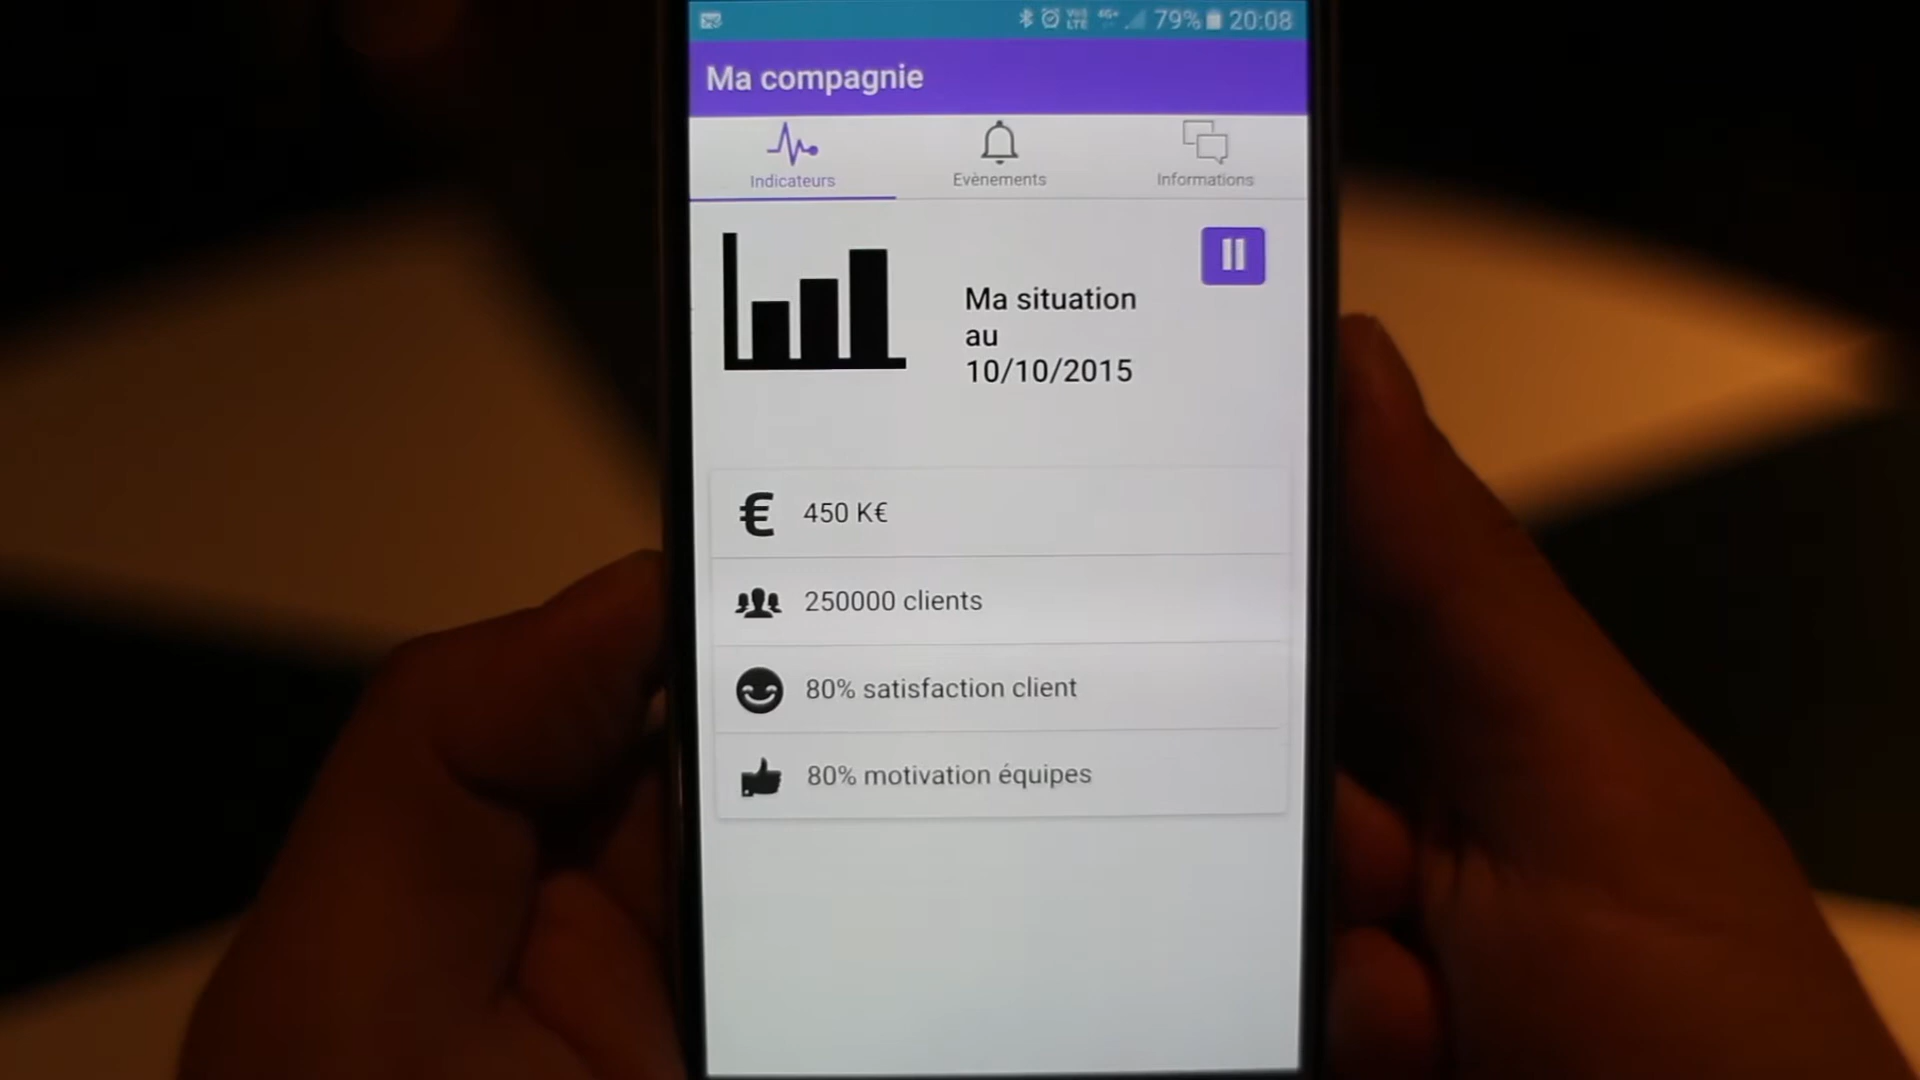 79% 20:08
Ma compagnie
Indicateurs
Evènements
Informations
Ma situation
au
10/10/2015
€ 450 K€
250000 clients
80% satisfaction client
80% motivation équipes